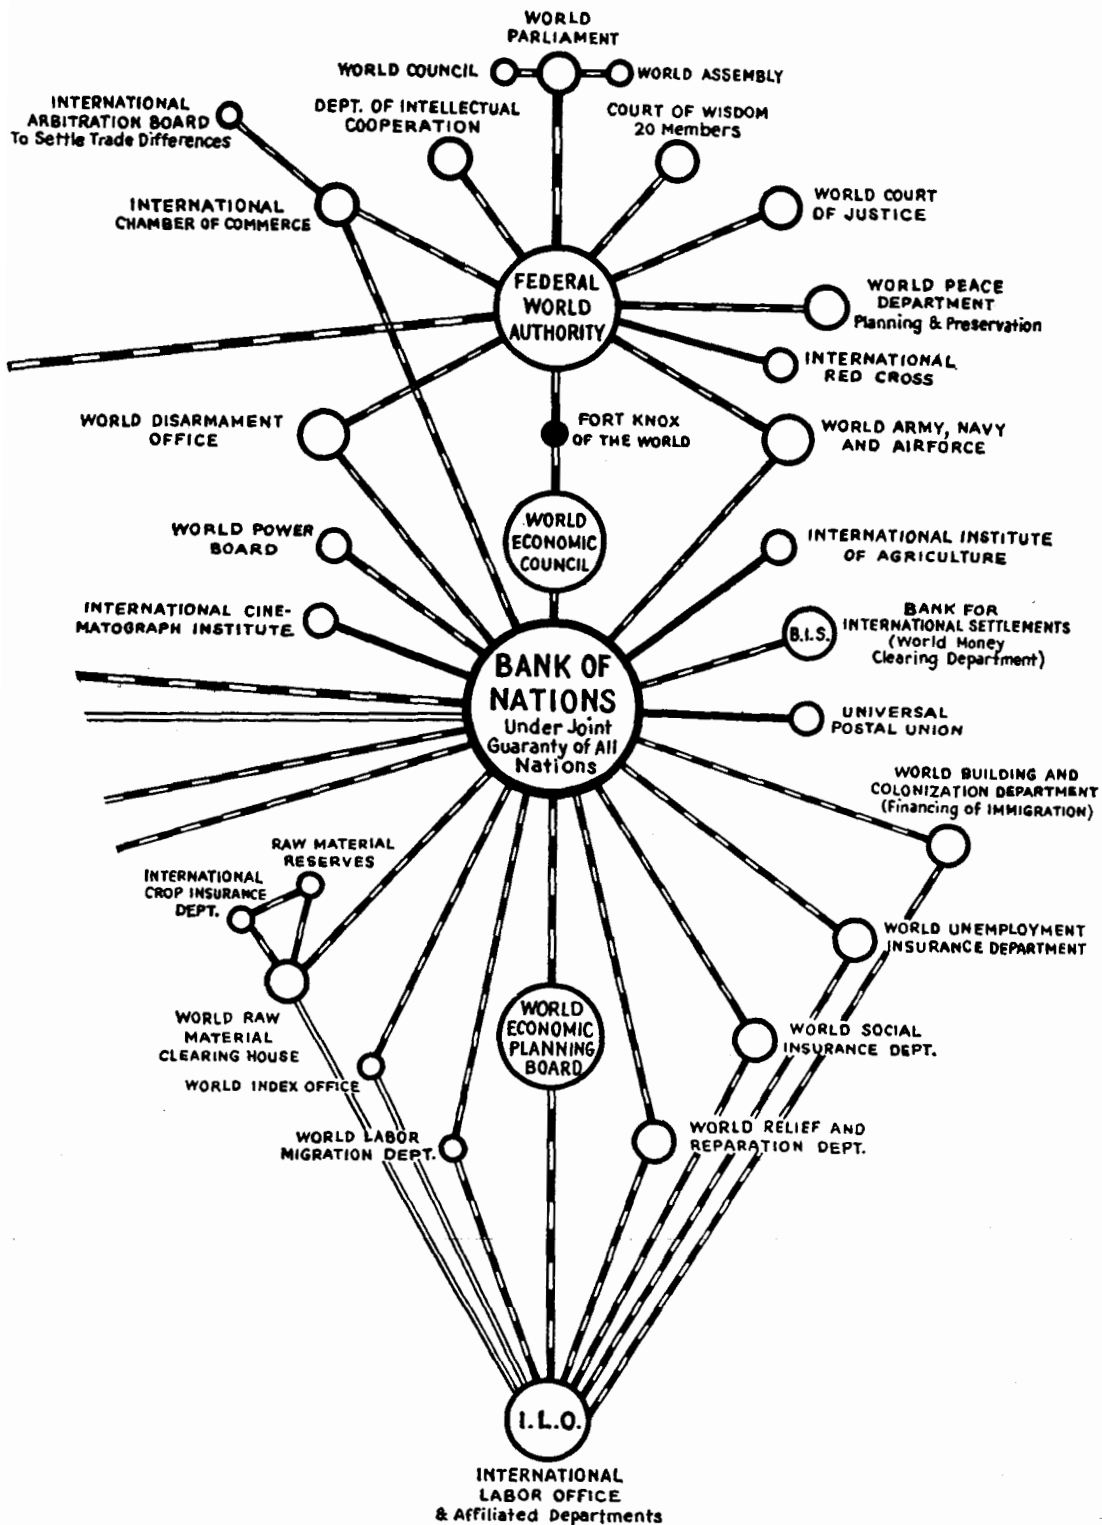 WORLD
PARLIAMENT
WORLD COUNCIL
WORLD ASSEMBLY
INTERNATIONAL
ARBITRATION BOARD
To Settle Trade Differences
DEPT. OF INTELLECTUAL
COOPERATION
COURT OF WISDOM
20 Members
INTERNATIONAL
CHAMBER OF COMMERCE
WORLD COURT
OF JUSTICE
FEDERAL
WORLD
AUTHORITY
WORLD PEACE
DEPARTMENT
Planning & Preservation
INTERNATIONAL
RED CROSS
WORLD DISARMAMENT
OFFICE
FORT KNOX
OF THE WORLD
WORLD ARMY, NAVY
AND AIRFORCE
WORLD
ECONOMIC
COUNCIL
WORLD POWER
BOARD
INTERNATIONAL INSTITUTE
OF AGRICULTURE
INTERNATIONAL CINE-
MATOGRAPH INSTITUTE
B.I.S.
BANK FOR
INTERNATIONAL SETTLEMENTS
(World Money
Clearing Department)
BANK OF
NATIONS
Under Joint
Guaranty of All
Nations
UNIVERSAL
POSTAL UNION
WORLD BUILDING AND
COLONIZATION DEPARTMENT
(Financing of IMMIGRATION)
RAW MATERIAL
RESERVES
INTERNATIONAL
CROP INSURANCE
DEPT.
WORLD UNEMPLOYMENT
INSURANCE DEPARTMENT
WORLD RAW
MATERIAL
CLEARING HOUSE
WORLD
ECONOMIC
PLANNING
BOARD
WORLD SOCIAL
INSURANCE DEPT.
WORLD INDEX OFFICE
WORLD LABOR
MIGRATION DEPT.
WORLD RELIEF AND
REPARATION DEPT.
I.L.O.
INTERNATIONAL
LABOR OFFICE
& Affiliated Departments